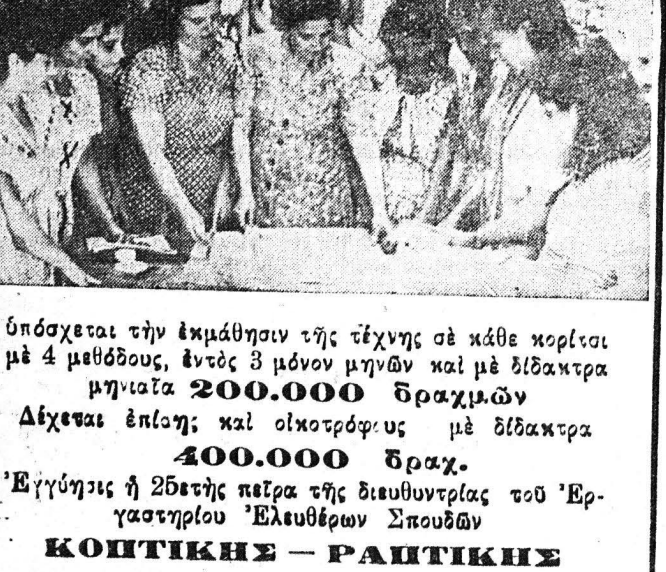 ὑπόσχεται τὴν ἐκμάθησιν τῆς τέχνης σὲ κάθε κορίτσι
μὲ 4 μεθόδους, ἐντὸς 3 μόνον μηνῶν καὶ μὲ δίδακτρα
μηνιαῖα 200.000 δραχμῶν
Δέχεται ἐπίσης καὶ οἰκοτρόφους μὲ δίδακτρα
400.000 δραχ.
Ἐγγύησις ἡ 25ετὴς πεῖρα τῆς διευθυντρίας τοῦ Ἐρ-
γαστηρίου Ἐλευθέρων Σπουδῶν
ΚΟΠΤΙΚΗΣ — ΡΑΠΤΙΚΗΣ